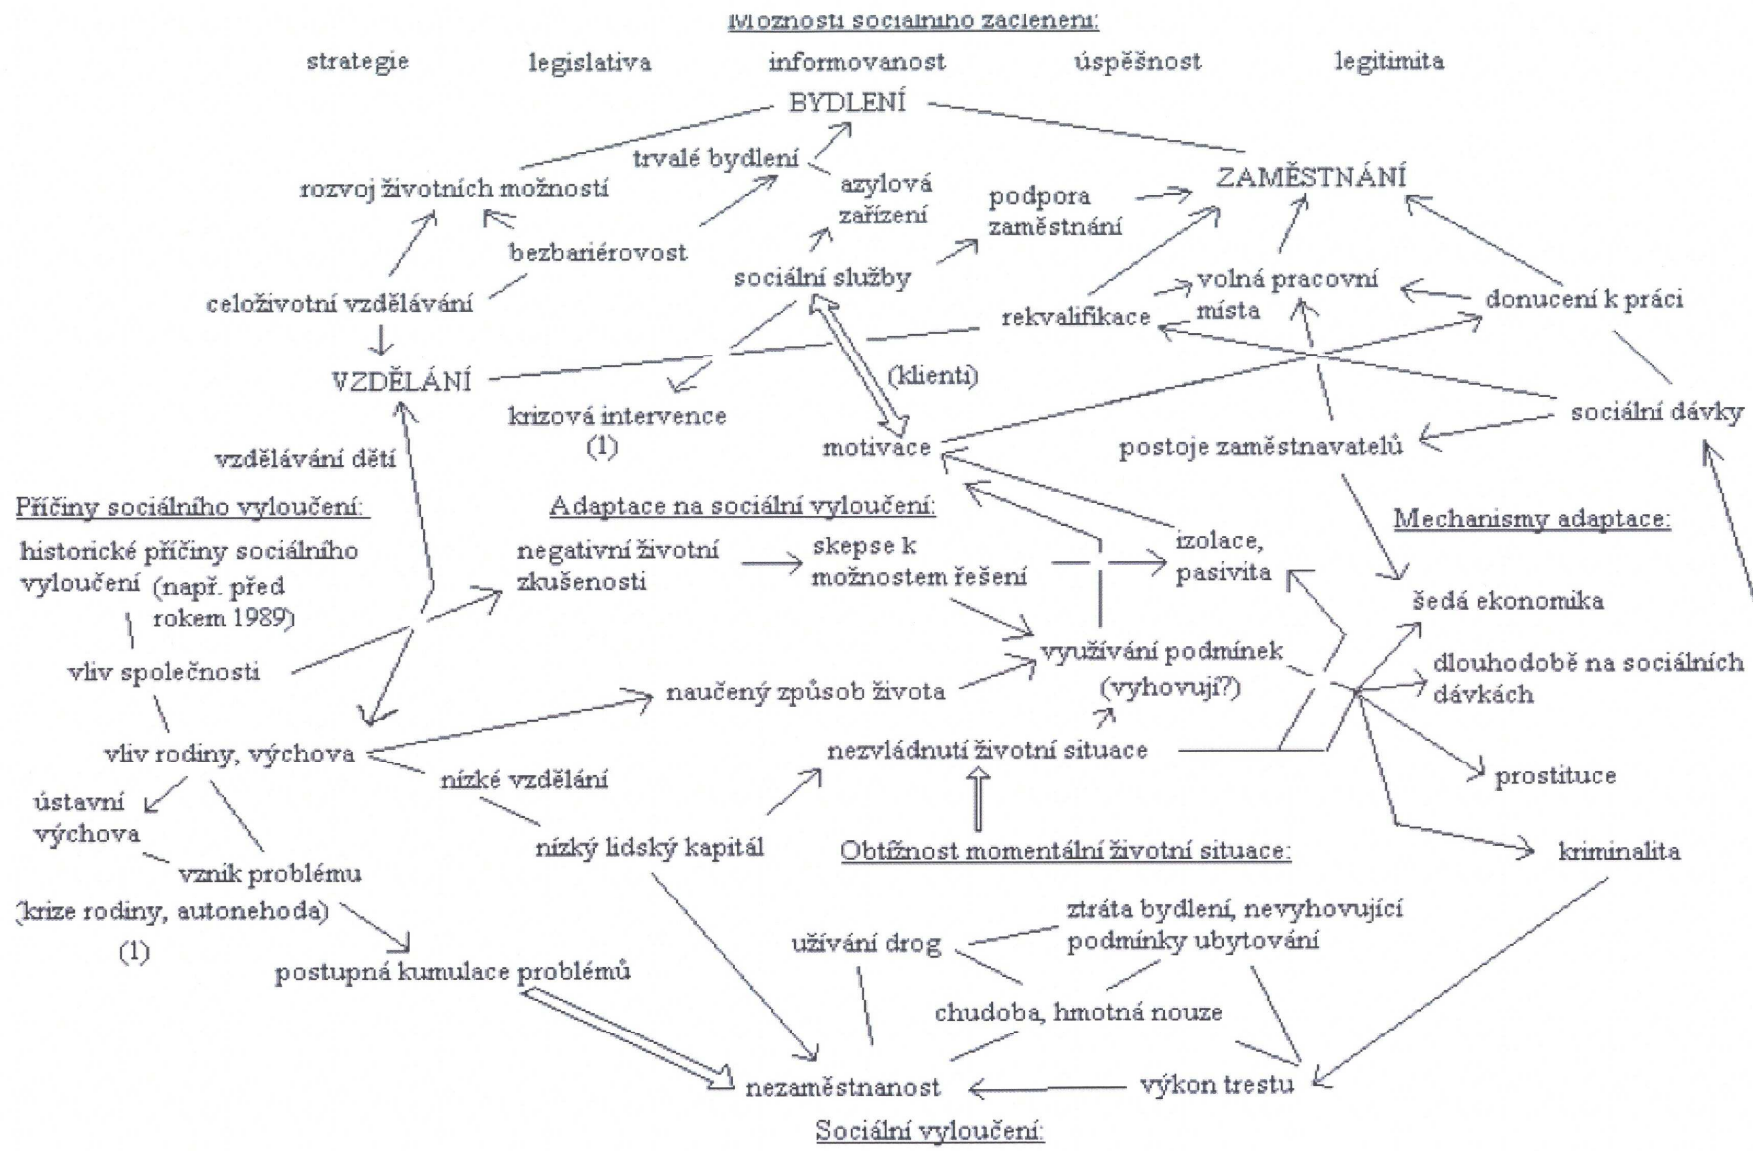 Možnosti sociálního začlenění:
strategie legislativa informovanost úspěšnost legitimita
BYDLENÍ
trvalé bydlení
rozvoj životních možností
azylová
zařízení
podpora
zaměstnání
ZAMĚSTNÁNÍ
bezbariérovost
sociální služby
celoživotní vzdělávání
rekvalifikace
volná pracovní
místa
donucení k práci
VZDĚLÁNÍ
(klienti)
krizová intervence
(1)
motivace
postoje zaměstnavatelů
sociální dávky
vzdělávání dětí
Příčiny sociálního vyloučení:
Adaptace na sociální vyloučení:
Mechanismy adaptace:
historické příčiny sociálního
vyloučení (např. před
rokem 1989)
negativní životní
zkušenosti
skepse k
možnostem řešení
izolace,
pasivita
šedá ekonomika
vliv společnosti
využívání podmínek
(vyhovují?)
dlouhodobě na sociálních
dávkách
naučený způsob života
vliv rodiny, výchova
nezvládnutí životní situace
nízké vzdělání
prostituce
ústavní
výchova
nízký lidský kapitál
Obtížnost momentální životní situace:
kriminalita
vznik problému
(krize rodiny, autonehoda)
(1)
ztráta bydlení, nevyhovující
podmínky ubytování
užívání drog
postupná kumulace problémů
chudoba, hmotná nouze
nezaměstnanost
výkon trestu
Sociální vyloučení: